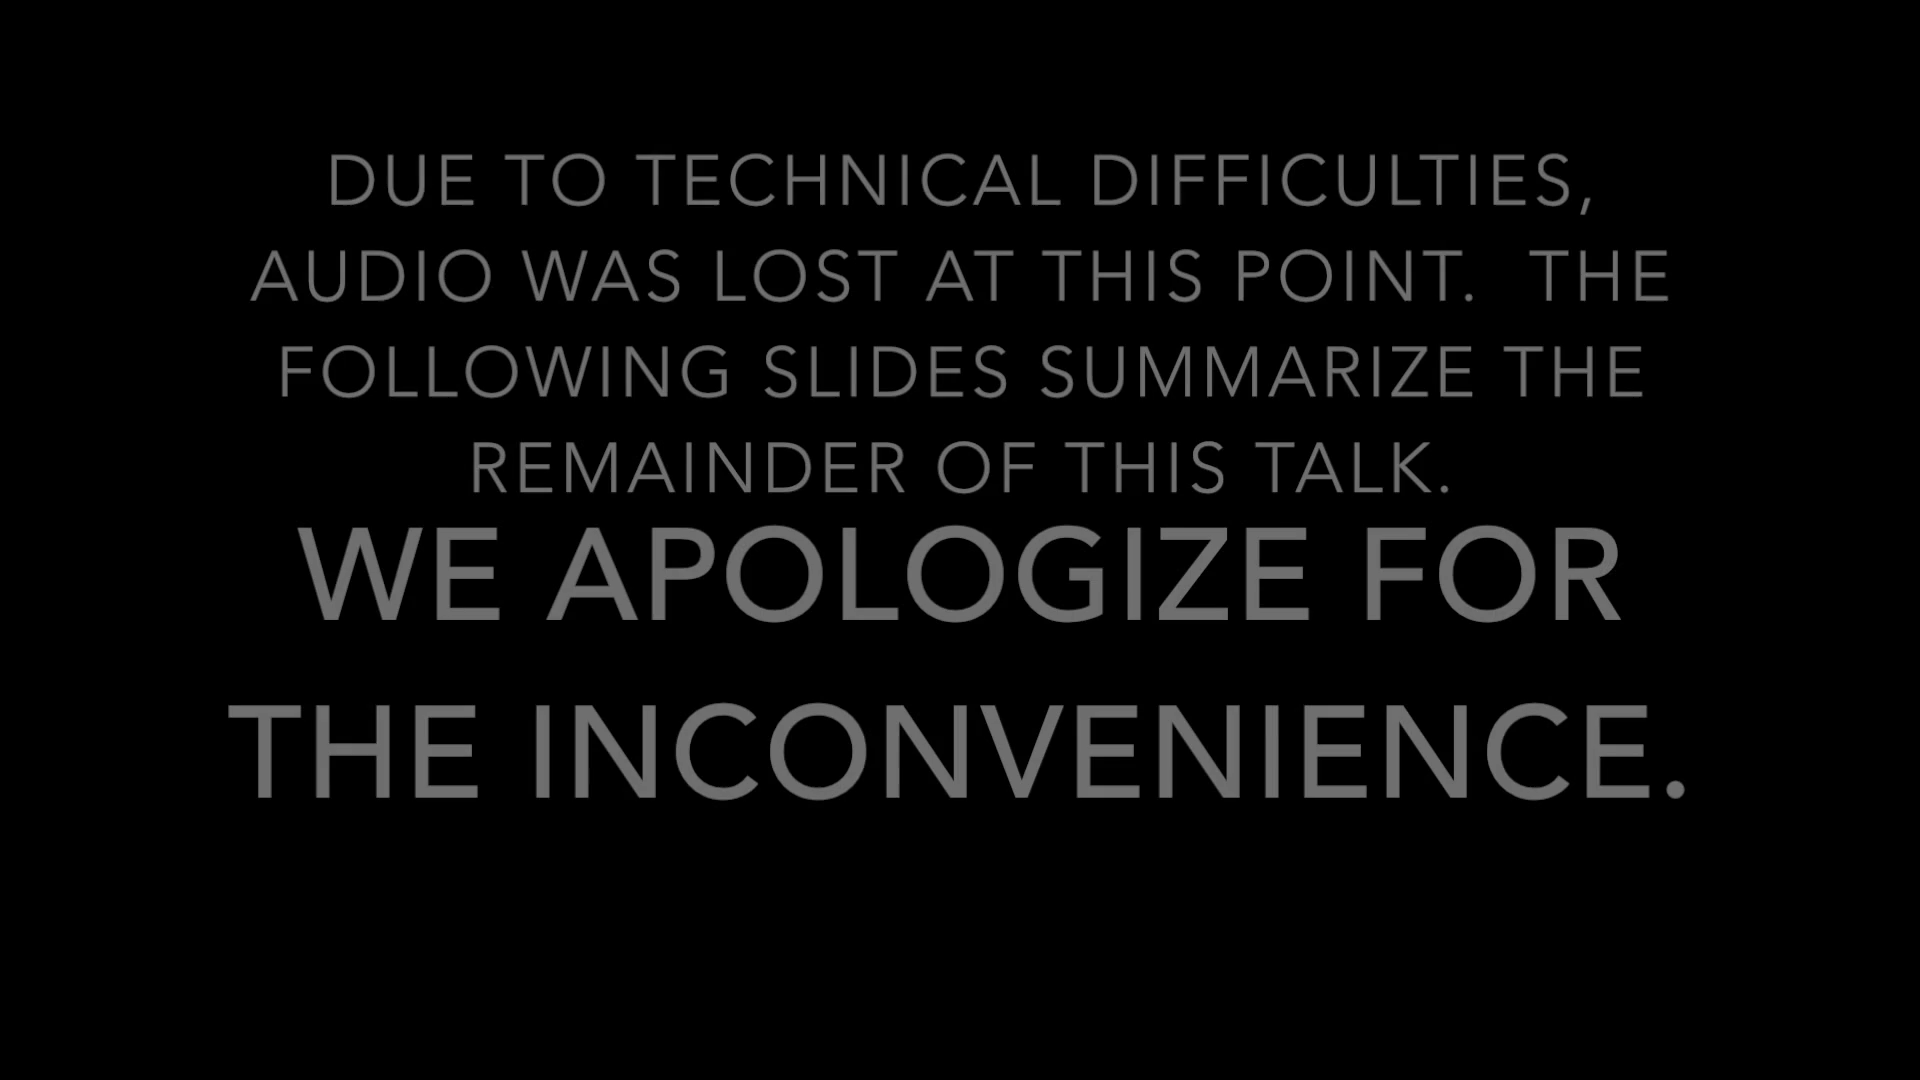 DUE TO TECHNICAL DIFFICULTIES,
AUDIO WAS LOST AT THIS POINT.  THE
FOLLOWING SLIDES SUMMARIZE THE
REMAINDER OF THIS TALK.
WE APOLOGIZE FOR
THE INCONVENIENCE.